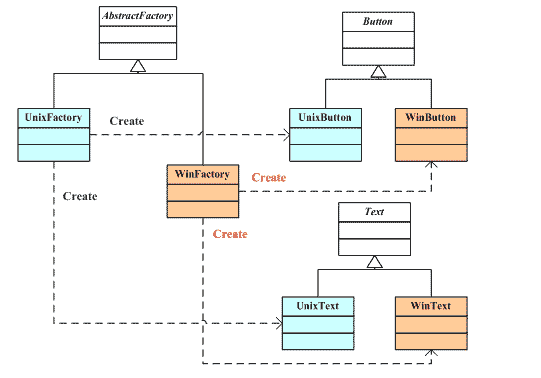 AbstractFactory
Button
UnixFactory
Create
UnixButton
WinButton
WinFactory
Create
Create
Create
Text
UnixText
WinText